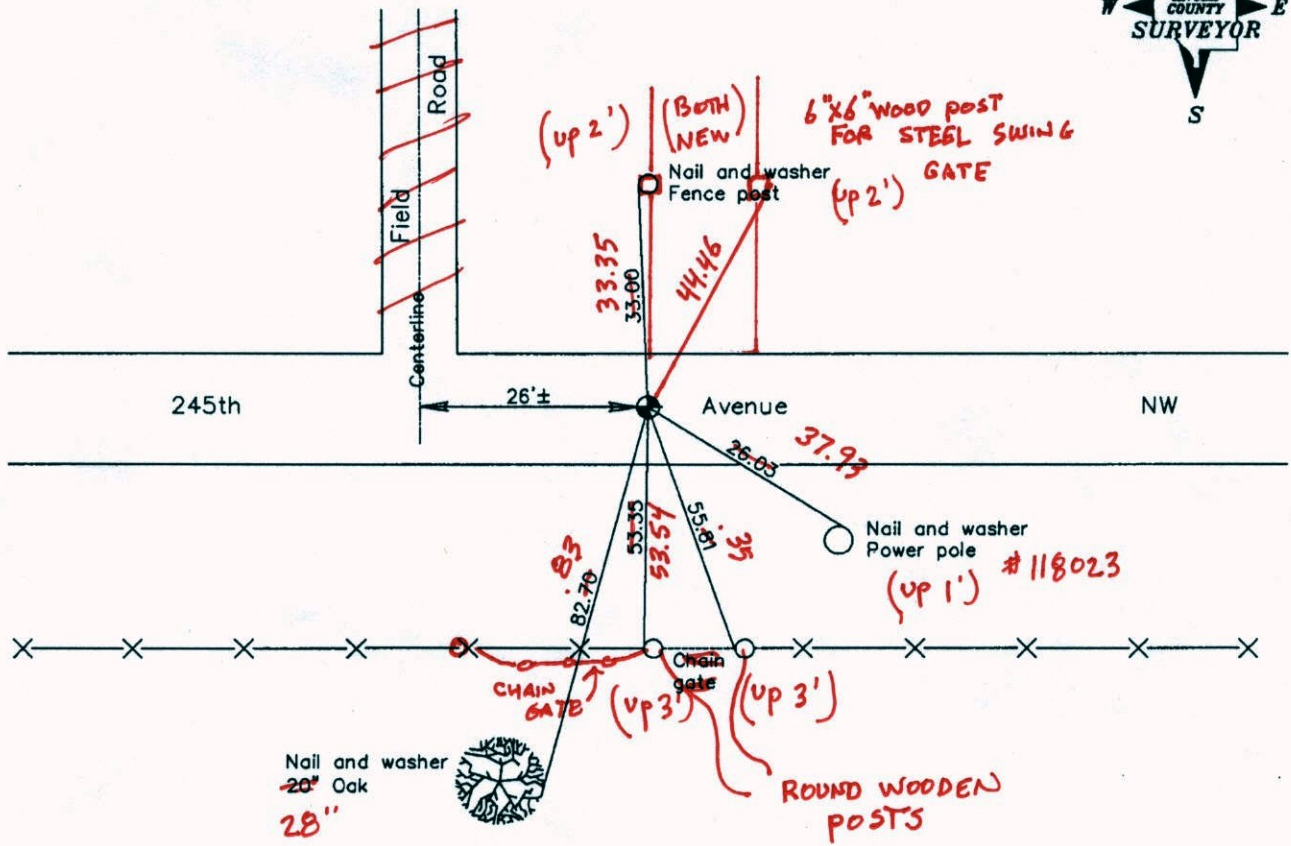 W
COUNTY
E
SURVEYOR
S
Field Road
Centerline
(up 2')
(BOTH NEW)
6"X6" WOOD POST
FOR STEEL SWING
GATE
(up 2')
Nail and washer
Fence post
33.35
33.00
44.46
245th
26'±
Avenue
NW
26.03
37.93
Nail and washer
Power pole
#118023
(up 1')
.83
82.70
53.35
53.54
55.81
.35
CHAIN
GATE
(up 3')
Chain
gate
(up 3')
Nail and washer
20" Oak
28"
ROUND WOODEN
POSTS